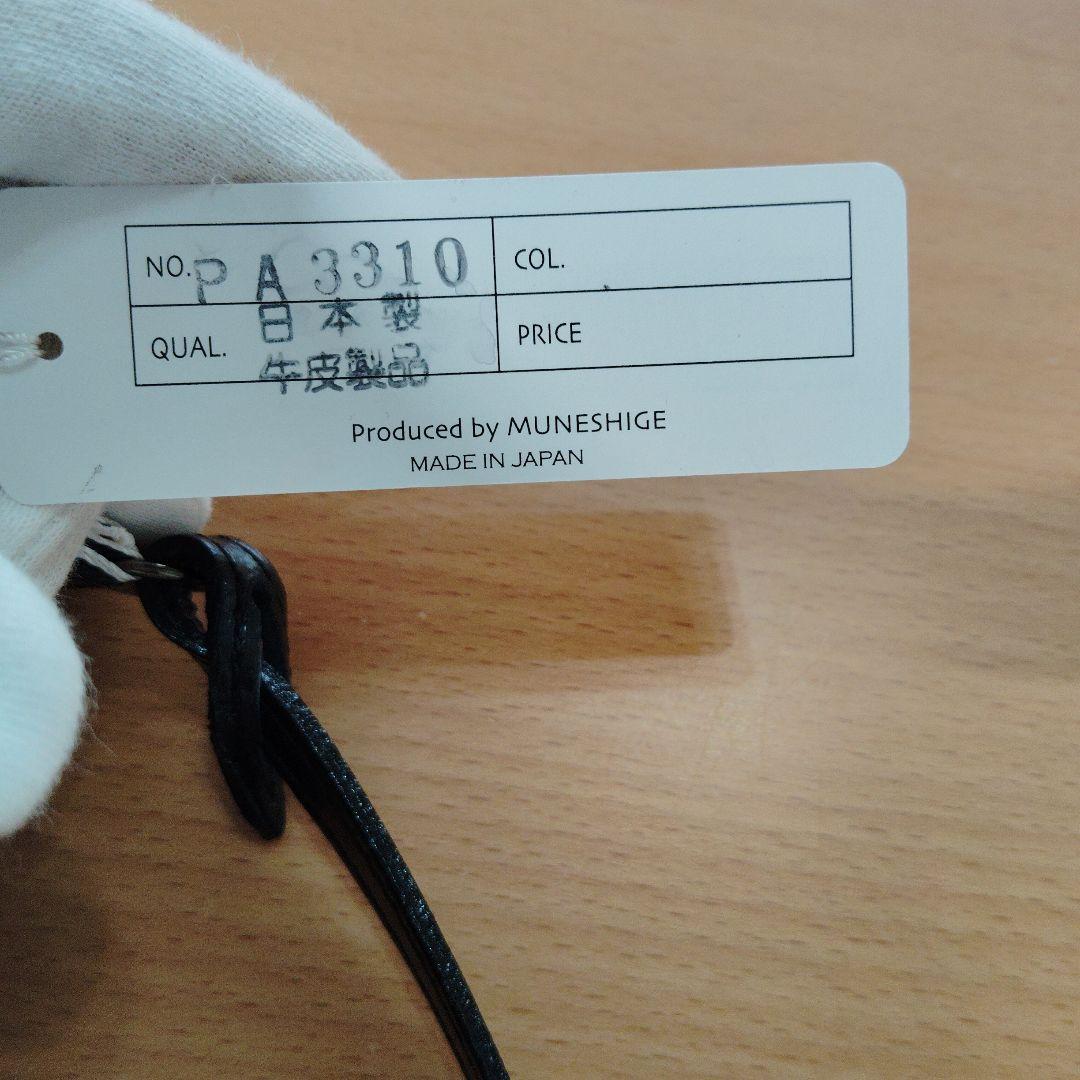 NO. PA3310 COL.
QUAL. 日本製 PRICE
牛皮製品
Produced by MUNESHIGE
MADE IN JAPAN